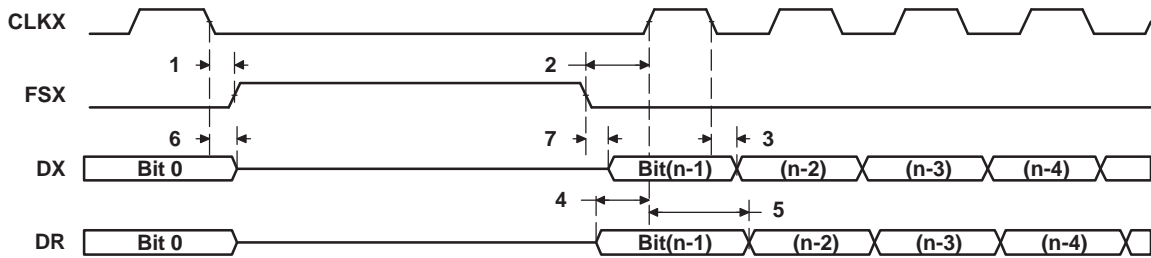 CLKX
1
2
FSX
6
7
3
DX
Bit 0
Bit(n-1)
(n-2)
(n-3)
(n-4)
4
5
DR
Bit 0
Bit(n-1)
(n-2)
(n-3)
(n-4)